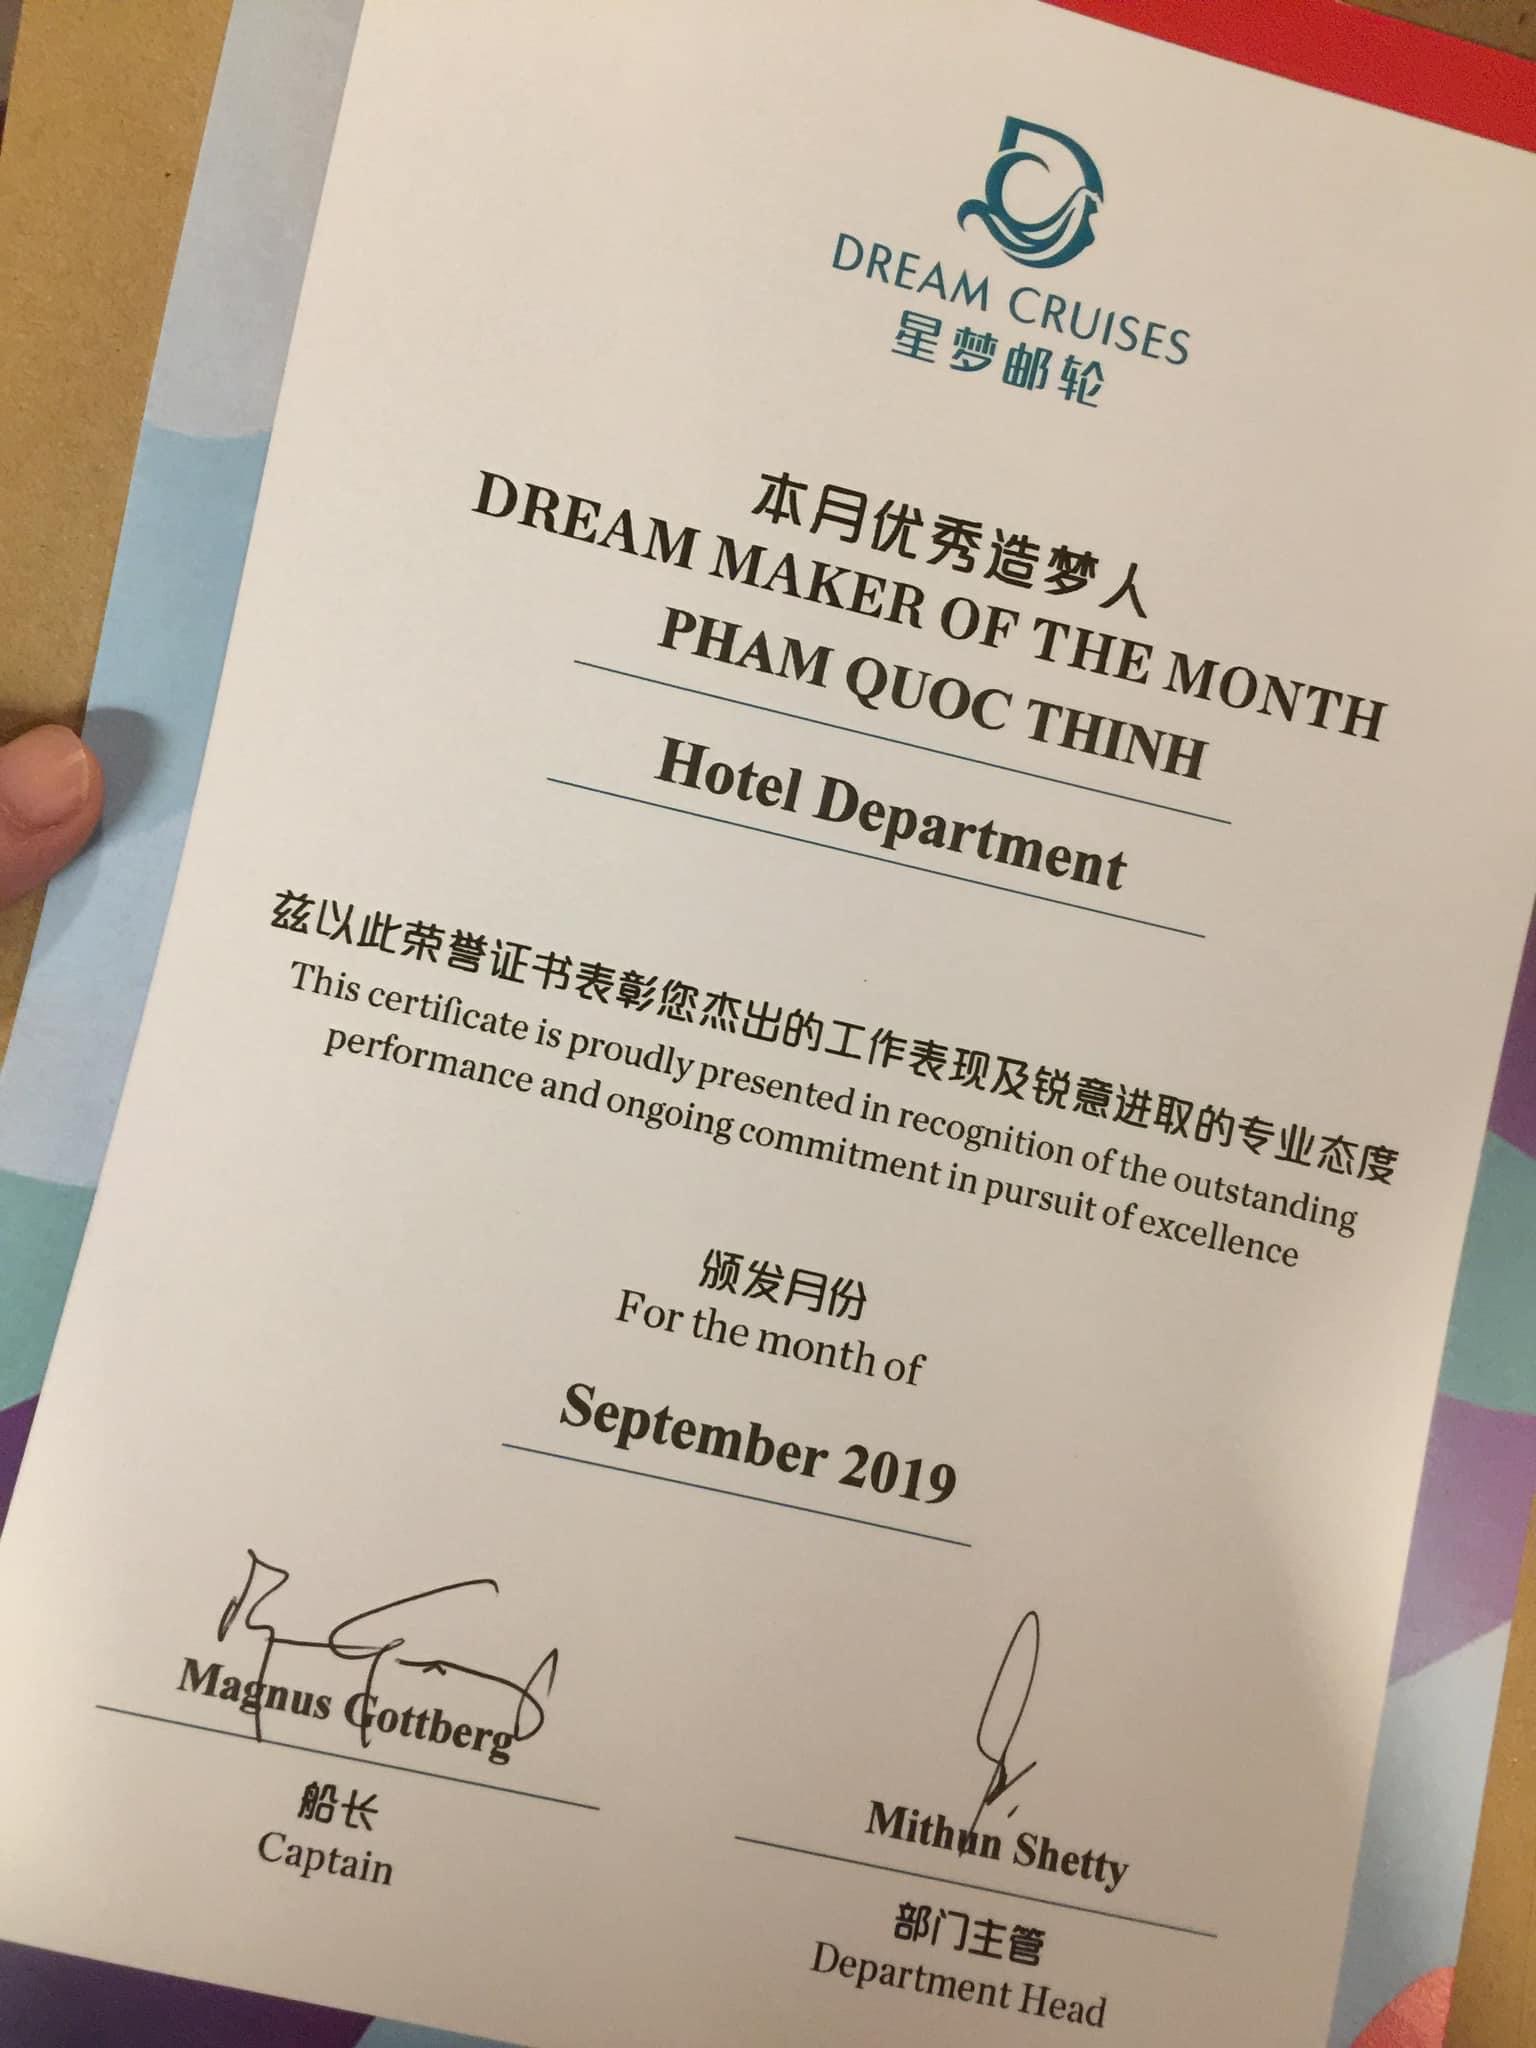 DREAM CRUISES
星梦邮轮
本月优秀造梦人
DREAM MAKER OF THE MONTH
PHAM QUOC THINH
Hotel Department
兹以此荣誉证书表彰您杰出的工作表现及锐意进取的专业态度
This certificate is proudly presented in recognition of the outstanding
performance and ongoing commitment in pursuit of excellence
颁发月份
For the month of
September 2019
Magnus Gottberg
船长
Captain
Mithun Shetty
部门主管
Department Head